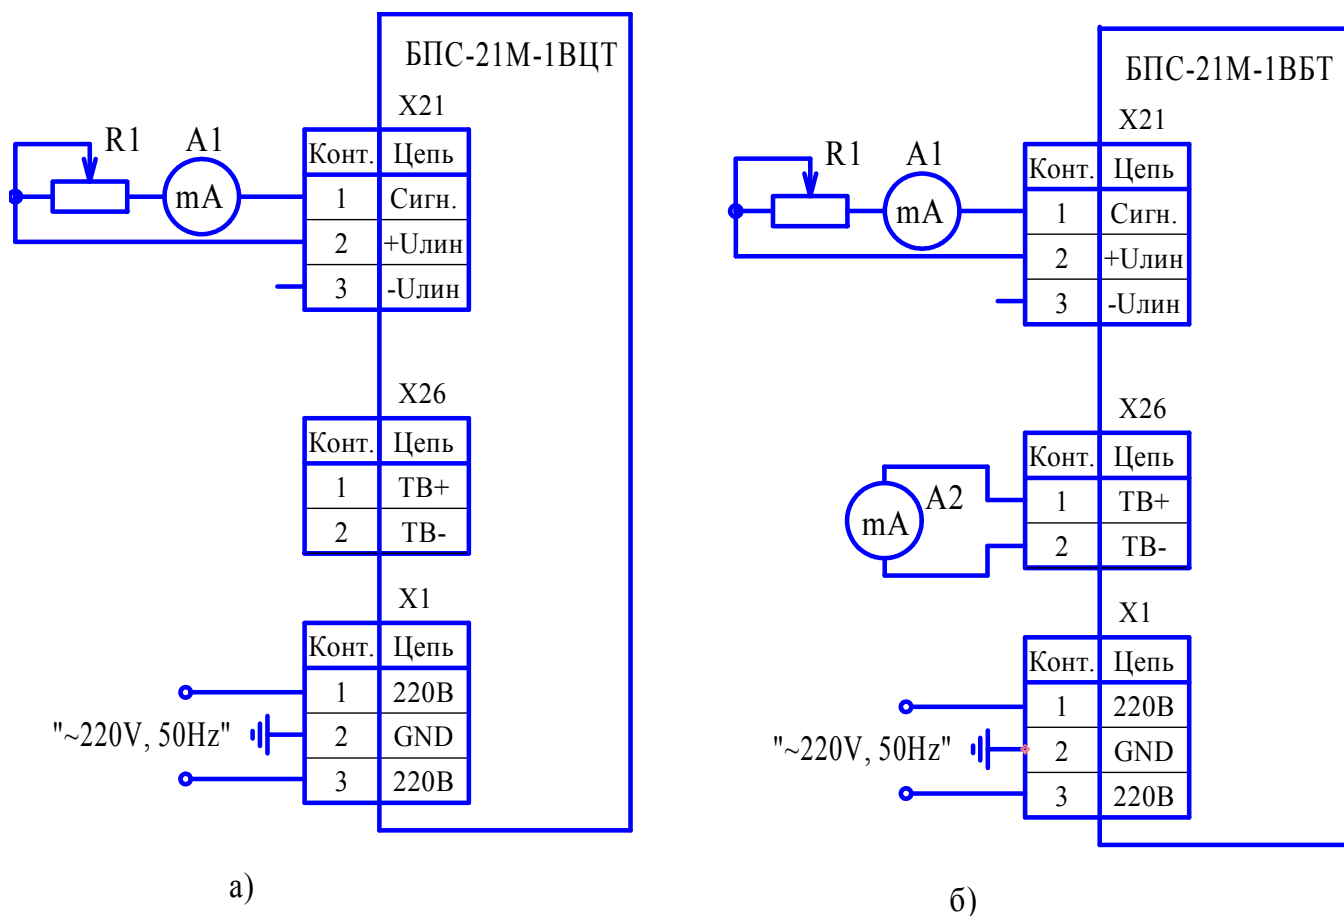 БПС-21М-1ВЦТ
X21
R1 A1
Конт. Цепь
mA
1 Сигн.
2 +Uлин
3 -Uлин
X26
Конт. Цепь
1 ТВ+
2 ТВ-
X1
Конт. Цепь
1 220В
"~220V, 50Hz" 2 GND
3 220В
а)
БПС-21М-1ВБТ
X21
R1 A1
Конт. Цепь
mA
1 Сигн.
2 +Uлин
3 -Uлин
X26
Конт. Цепь
mA A2
1 ТВ+
2 ТВ-
X1
Конт. Цепь
1 220В
"~220V, 50Hz" 2 GND
3 220В
б)